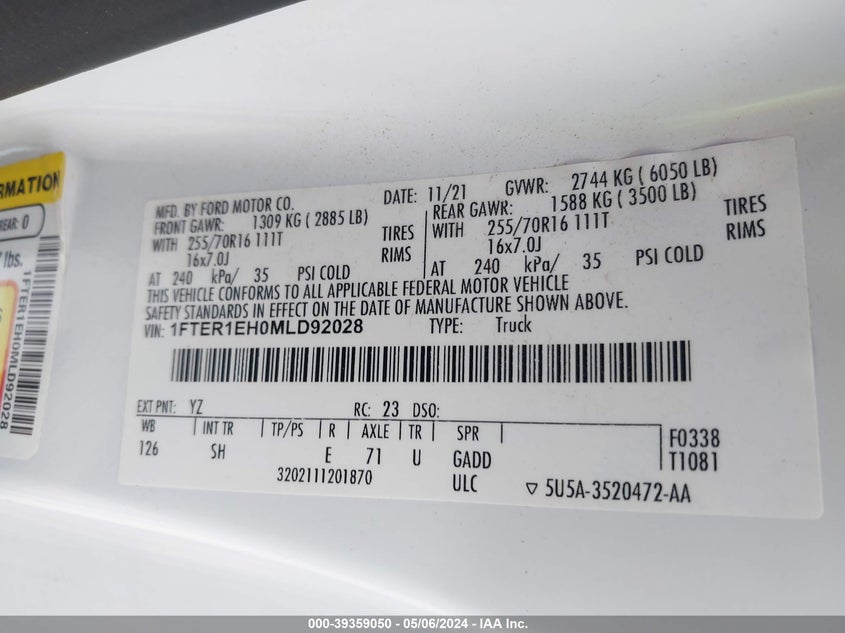 RMATION
REAR: 0
lbs.
1FTER1EH0MLD92028
MFD. BY FORD MOTOR CO. DATE: 11/21 GVWR: 2744 KG ( 6050 LB)
FRONT GAWR: 1309 KG ( 2885 LB) REAR GAWR: 1588 KG ( 3500 LB)
WITH 255/70R16 111T TIRES WITH 255/70R16 111T TIRES
16x7.0J RIMS 16x7.0J RIMS
AT 240 kPa/ 35 PSI COLD AT 240 kPa/ 35 PSI COLD
THIS VEHICLE CONFORMS TO ALL APPLICABLE FEDERAL MOTOR VEHICLE
SAFETY STANDARDS IN EFFECT ON THE DATE OF MANUFACTURE SHOWN ABOVE.
VIN: 1FTER1EH0MLD92028 TYPE: Truck
EXT PNT: YZ RC: 23 DSO:
WB INT TR TP/PS R AXLE TR SPR F0338
126 SH E 71 U GADD T1081
3202111201870 ULC ▽ 5U5A-3520472-AA
000-39359050 - 05/06/2024 - IAA Inc.